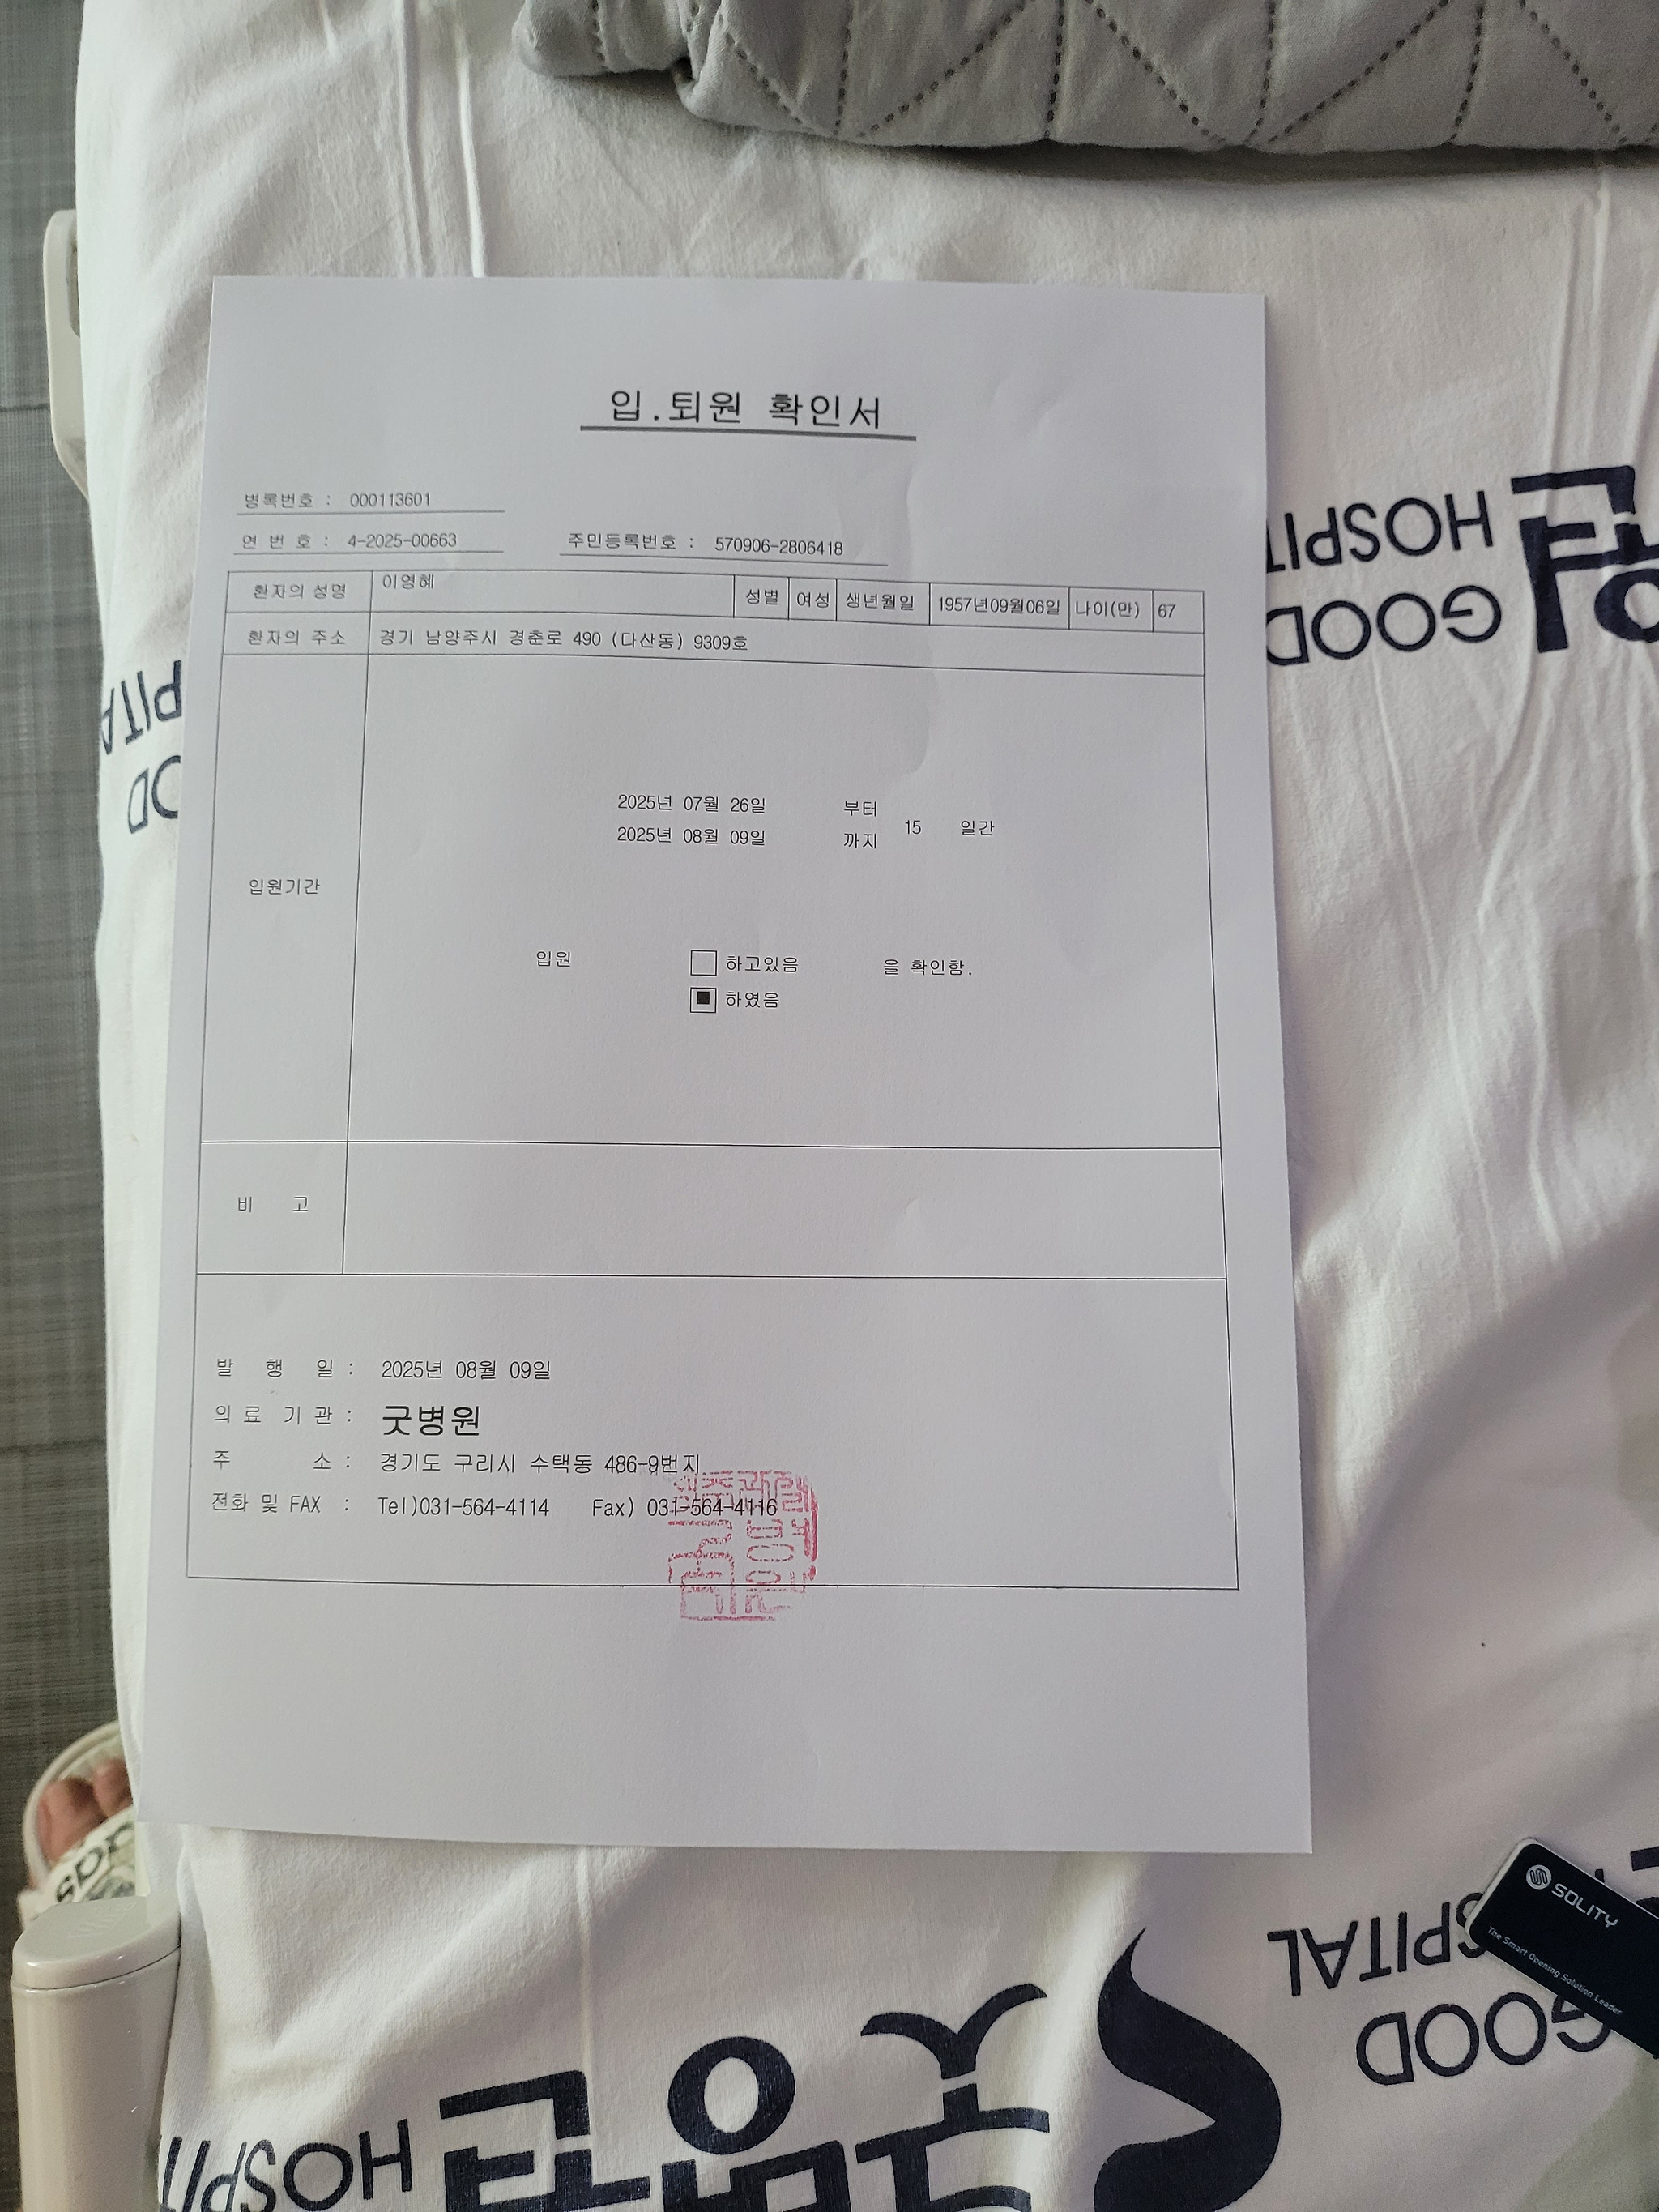 입.퇴원 확인서
병록번호 : 000113601
연 번 호 : 4-2025-00663 주민등록번호 : 570906-2806418
환자의 성명 이영혜 성별 여성 생년월일 1957년09월06일 나이(만) 67
환자의 주소 경기 남양주시 경춘로 490 (다산동) 9309호
입원기간
2025년 07월 26일 부터
2025년 08월 09일 까지 15 일간
입원 하고있음 을 확인함.
하였음
비 고
발 행 일 : 2025년 08월 09일
의료 기관 : 굿병원
주 소 : 경기도 구리시 수택동 486-9번지
전화 및 FAX : Tel)031-564-4114 Fax) 031-564-4116
GOOD
SOLITY
The Smart Opening Solution Leader
GOOD